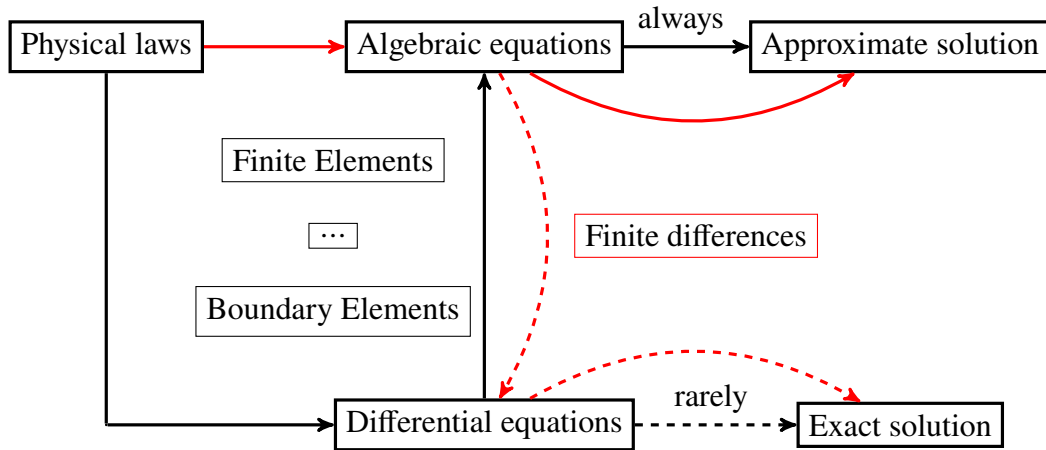 always
Physical laws
Algebraic equations
Approximate solution
Finite Elements
...
Finite differences
Boundary Elements
rarely
Differential equations
Exact solution